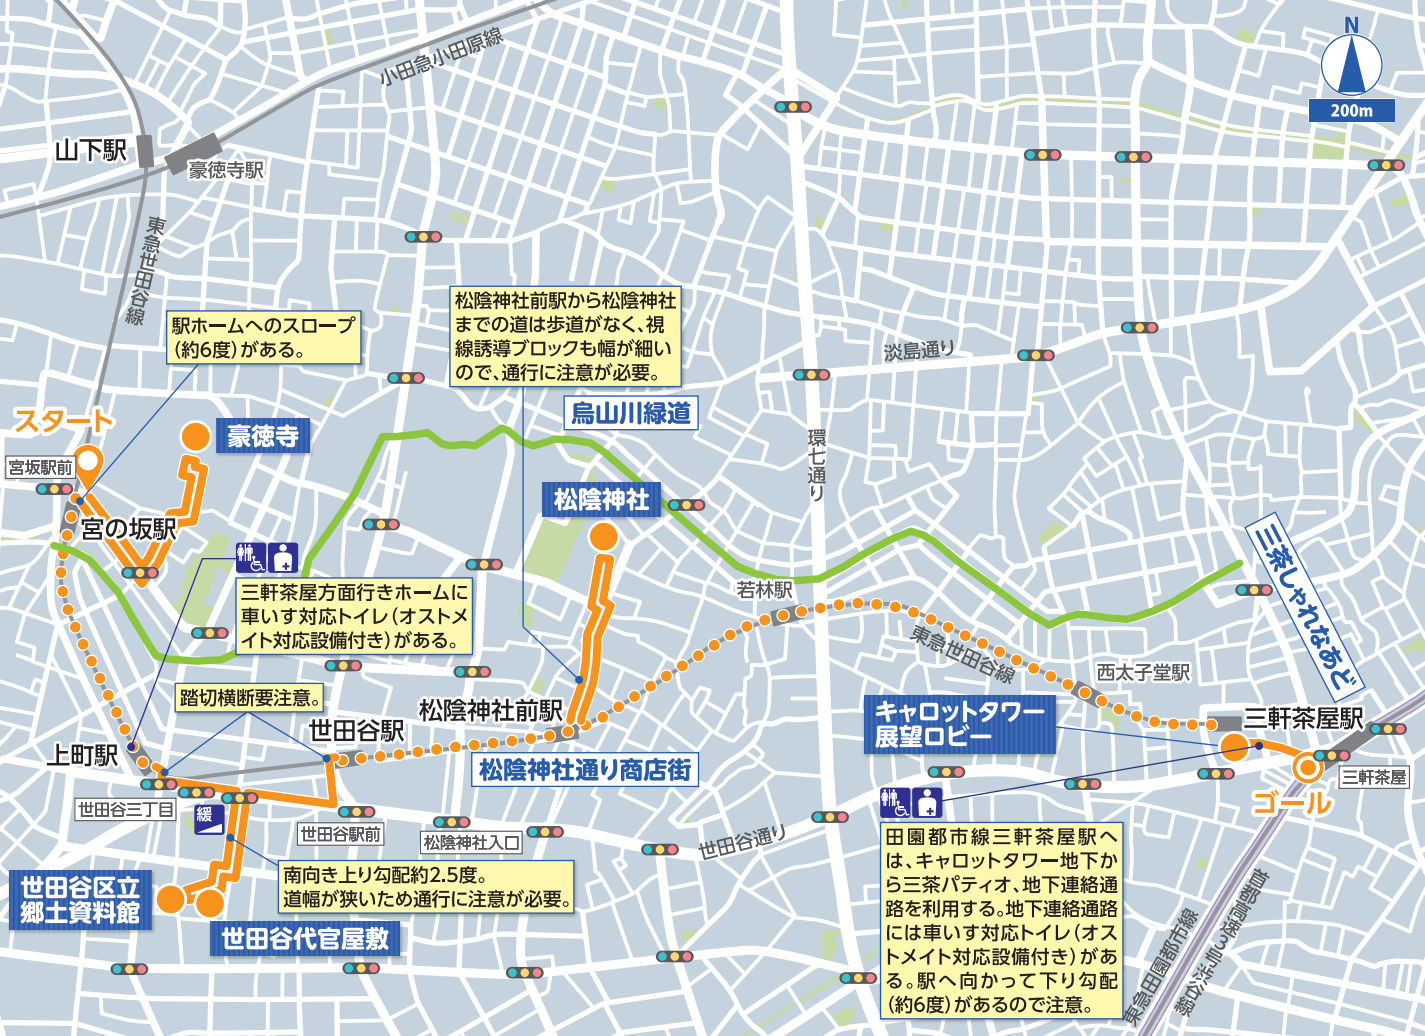 小田急小田原線
N
200m
山下駅
豪徳寺駅
東急世田谷線
駅ホームへのスロープ
（約6度）がある。
松陰神社前駅から松陰神社
までの道は歩道がなく、視
線誘導ブロックも幅が細い
ので、通行に注意が必要。
淡島通り
烏山川緑道
スタート
豪徳寺
宮坂駅前
環七通り
松陰神社
宮の坂駅
三軒茶屋方面行きホームに
車いす対応トイレ（オストメ
イト対応設備付き）がある。
若林駅
三茶しゃれなあど
東急世田谷線
西太子堂駅
踏切横断要注意。
世田谷駅
松陰神社前駅
キャロットタワー
展望ロビー
三軒茶屋駅
上町駅
松陰神社通り商店街
三軒茶屋
ゴール
世田谷三丁目
緩
世田谷駅前
松陰神社入口
世田谷通り
南向き上り勾配約2.5度。
道幅が狭いため通行に注意が必要。
世田谷区立
郷土資料館
世田谷代官屋敷
田園都市線三軒茶屋駅へ
は、キャロットタワー地下か
ら三茶パティオ、地下連絡通
路を利用する。地下連絡通路
には車いす対応トイレ（オス
トメイト対応設備付き）があ
る。駅へ向かって下り勾配
（約6度）があるので注意。
東急田園都市線
首都高速3号渋谷線